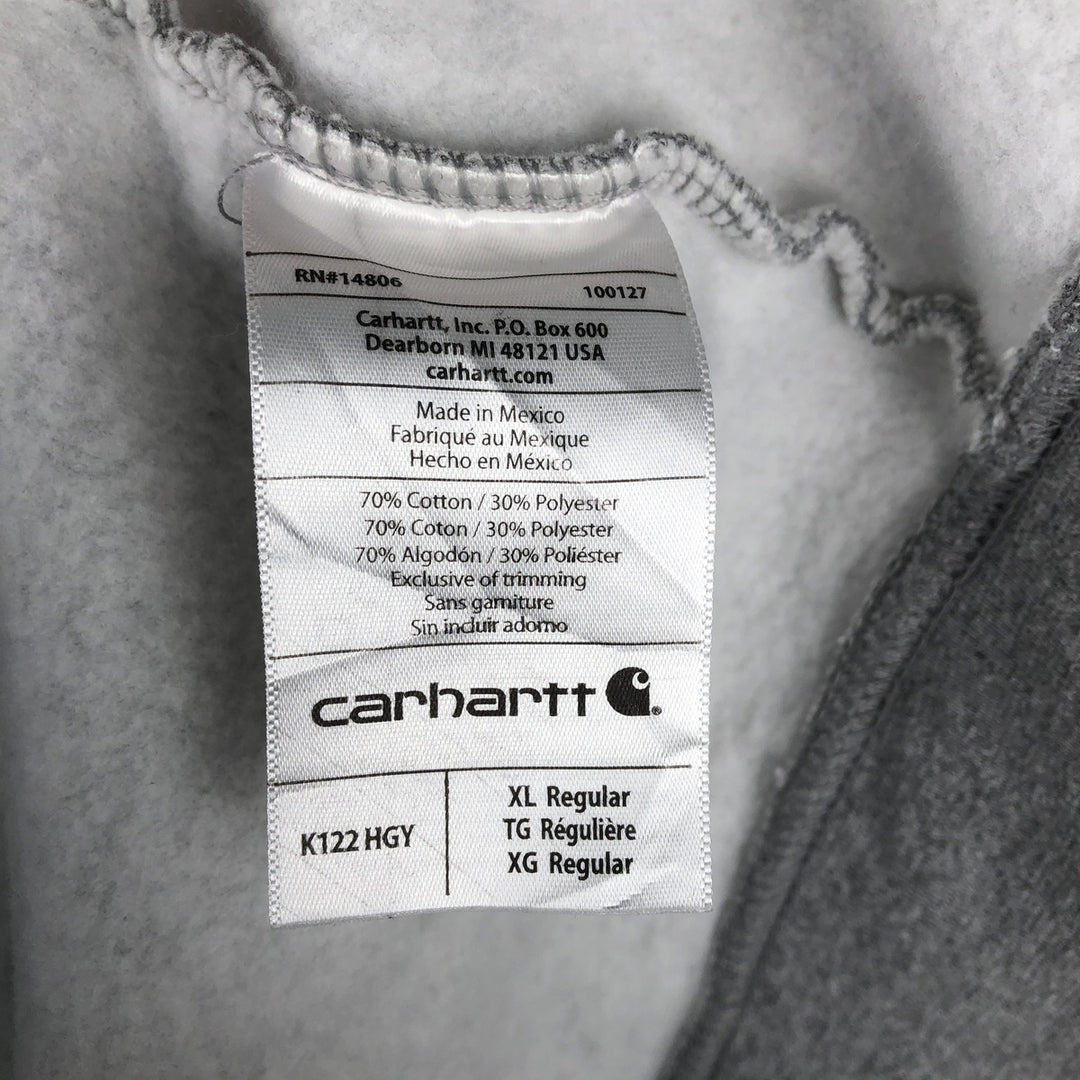 RN#14806 100127
Carhartt, Inc. P.O. Box 600
Dearborn MI 48121 USA
carhartt.com
Made in Mexico
Fabriqué au Mexique
Hecho en México
70% Cotton / 30% Polyester
70% Coton / 30% Polyester
70% Algodón / 30% Poliéster
Exclusive of trimming
Sans garniture
Sin incluir adorno
carhartt ®
K122 HGY
XL Regular
TG Régulière
XG Regular